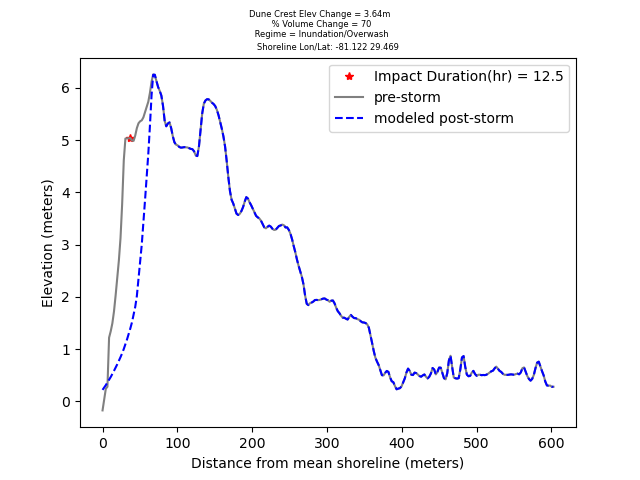 Dune Crest Elev Change = 3.64m
% Volume Change = 70
Regime = Inundation/Overwash
Shoreline Lon/Lat: -81.122 29.469
Impact Duration(hr) = 12.5
pre-storm
modeled post-storm
Elevation (meters)
6
5
4
3
2
1
0
0 100 200 300 400 500 600
Distance from mean shoreline (meters)